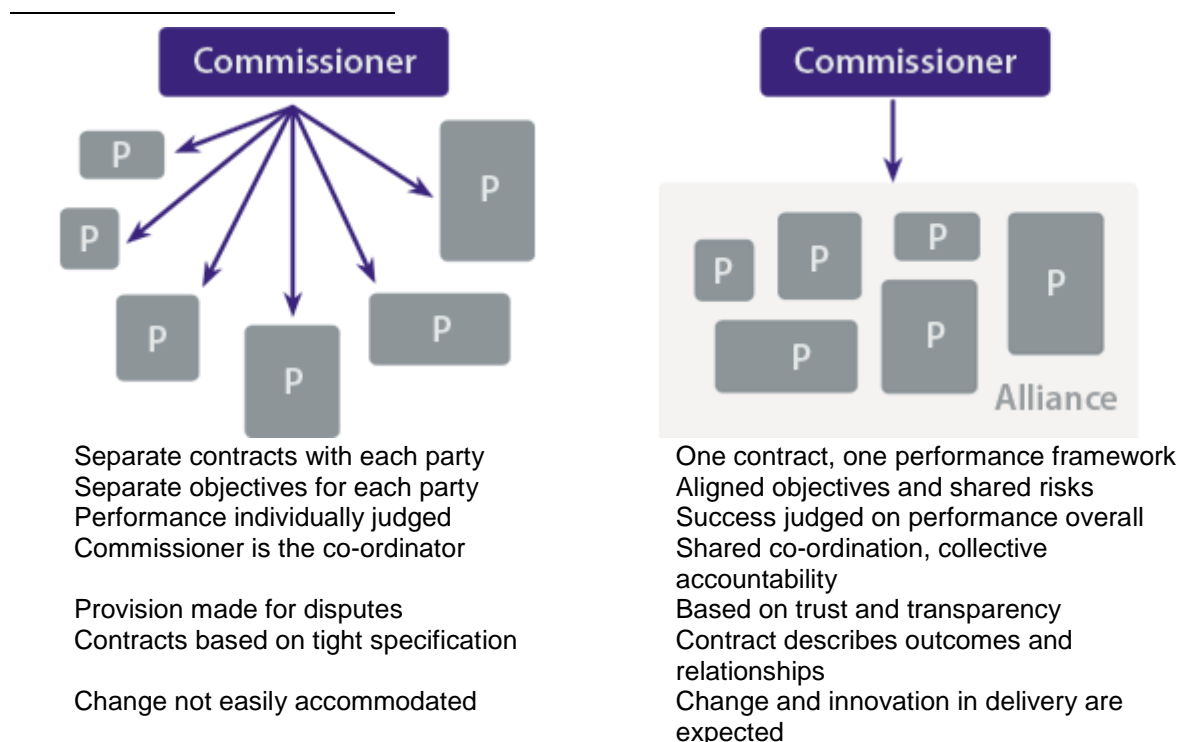 Commissioner
P
P
P
P
P
P
Separate contracts with each party
Separate objectives for each party
Performance individually judged
Commissioner is the co-ordinator
Provision made for disputes
Contracts based on tight specification
Change not easily accommodated
Commissioner
P
P
P
P
P
P
P
Alliance
One contract, one performance framework
Aligned objectives and shared risks
Success judged on performance overall
Shared co-ordination, collective
accountability
Based on trust and transparency
Contract describes outcomes and
relationships
Change and innovation in delivery are
expected